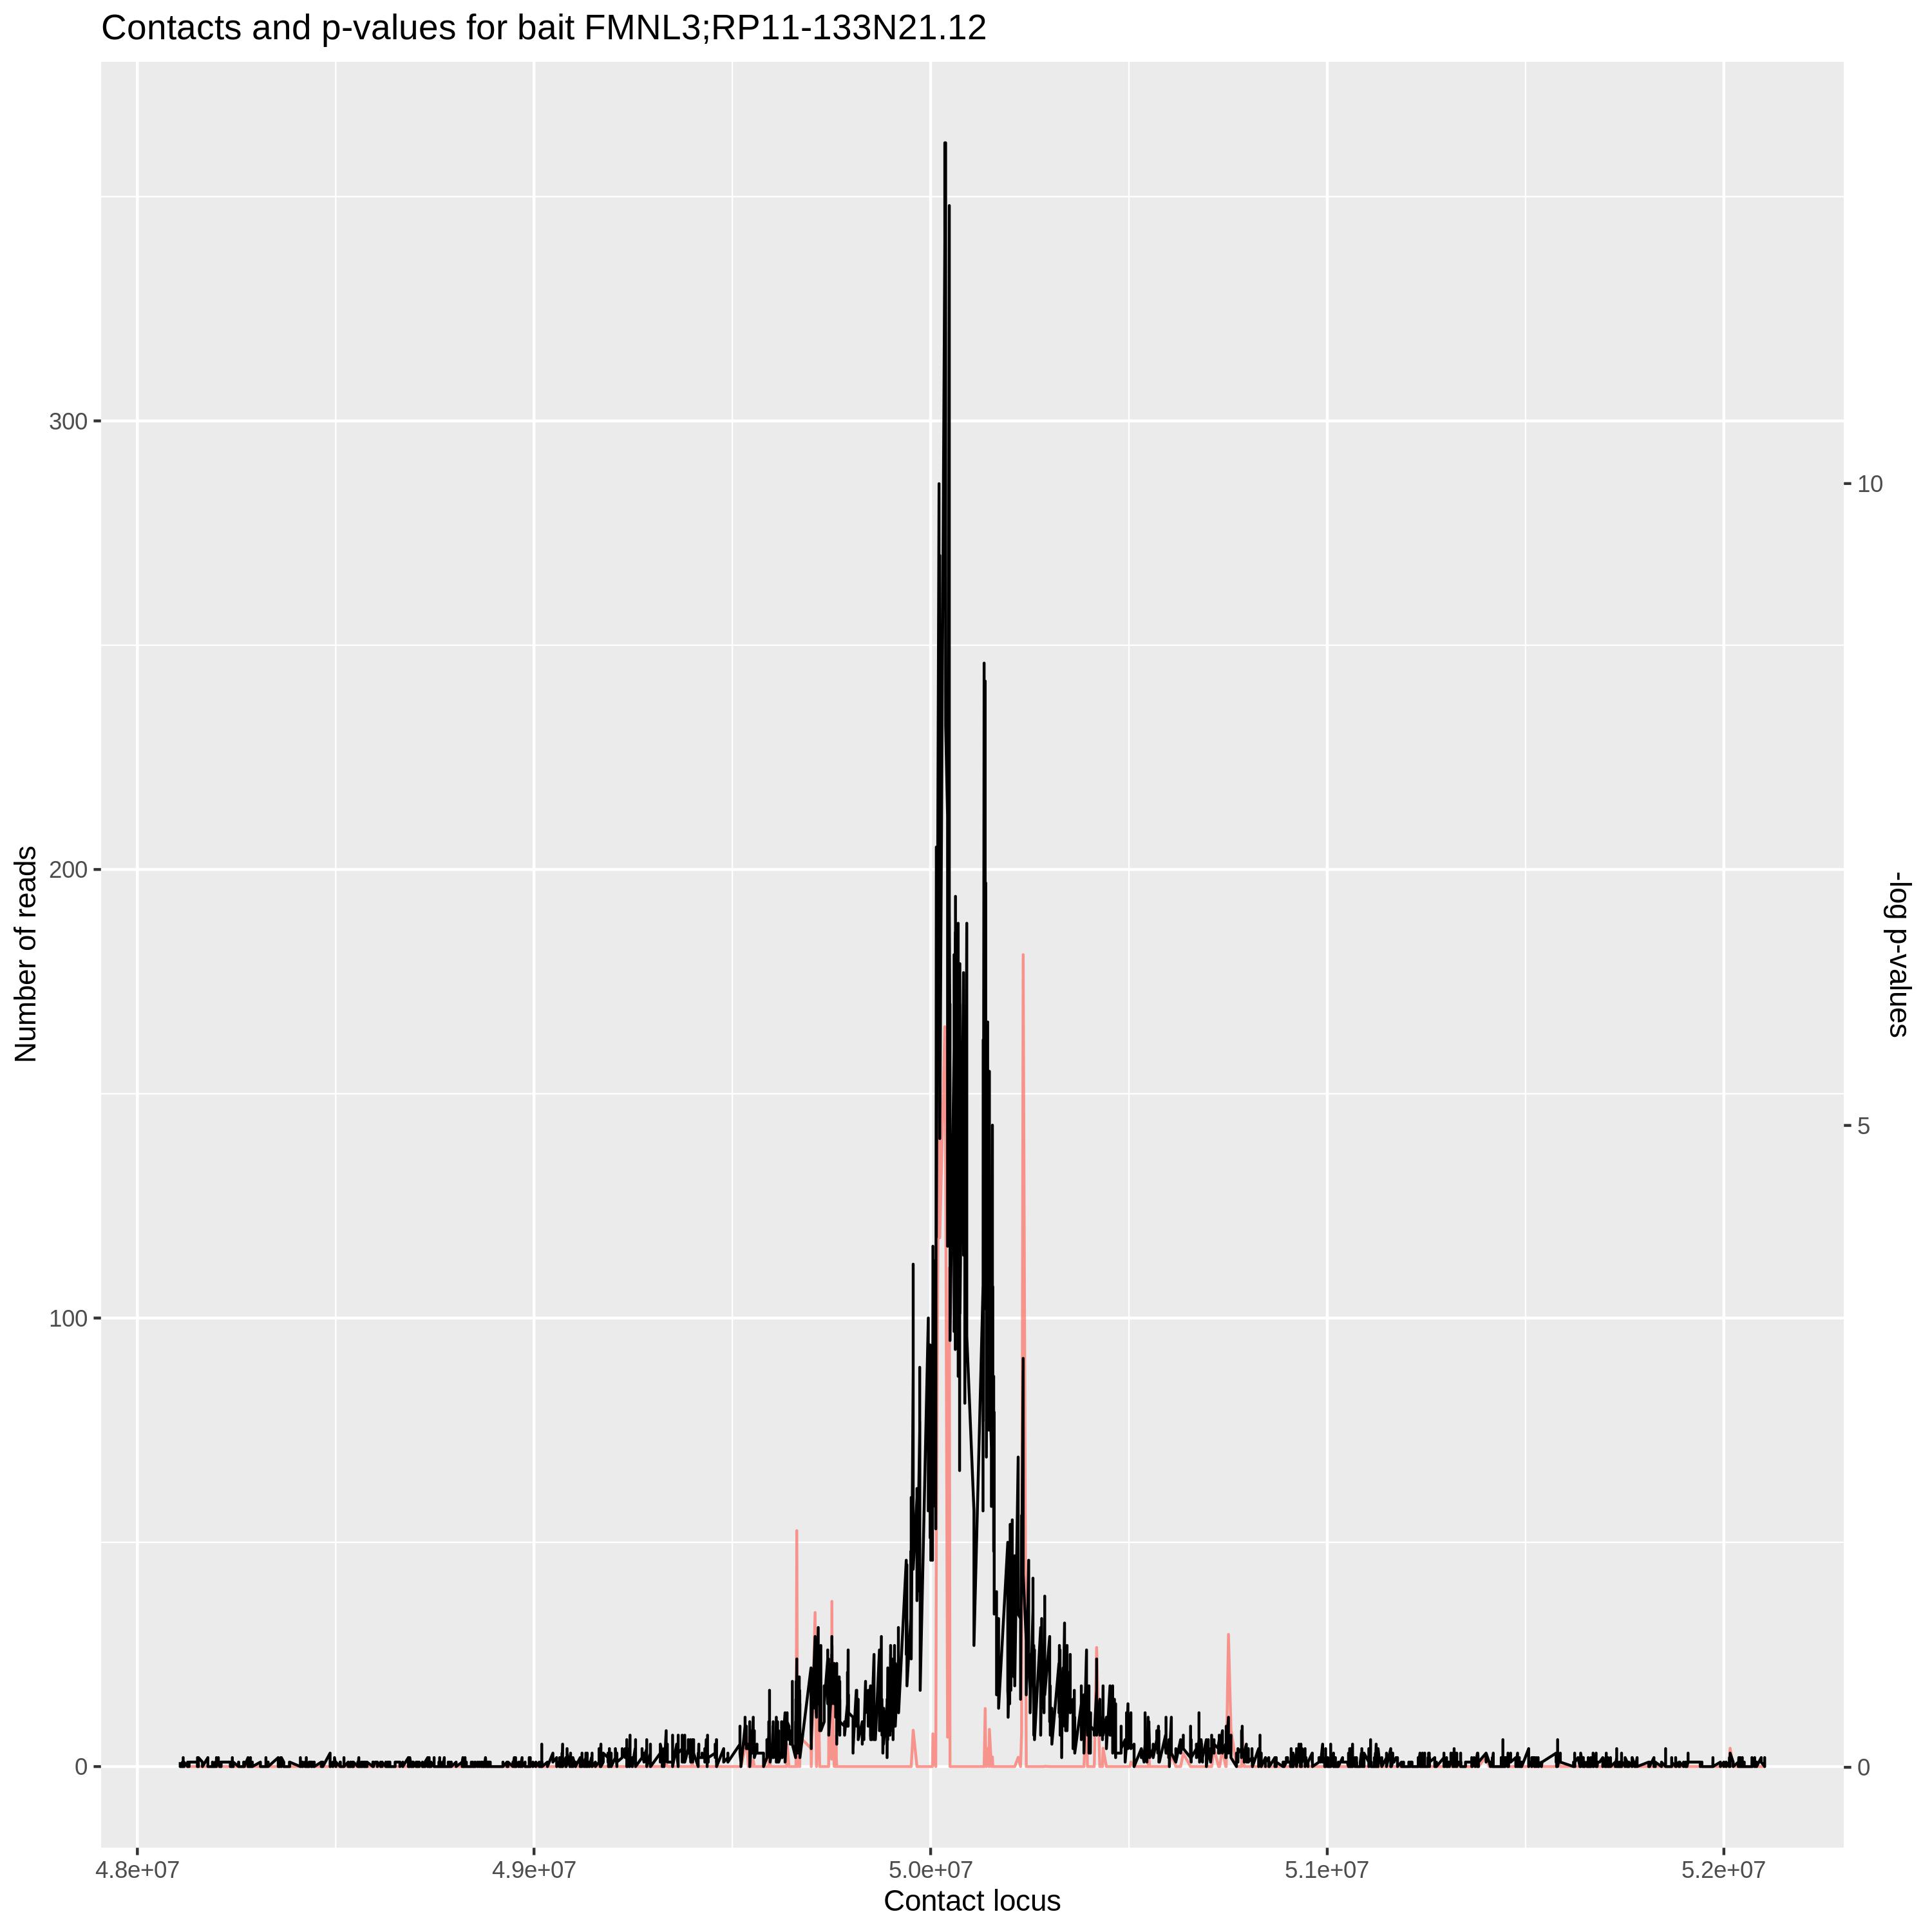 Contacts and p-values for bait FMNL3;RP11-133N21.12
300
200
100
0
Number of reads
10
5
0
-log p-values
4.8e+07 4.9e+07 5.0e+07 5.1e+07 5.2e+07
Contact locus